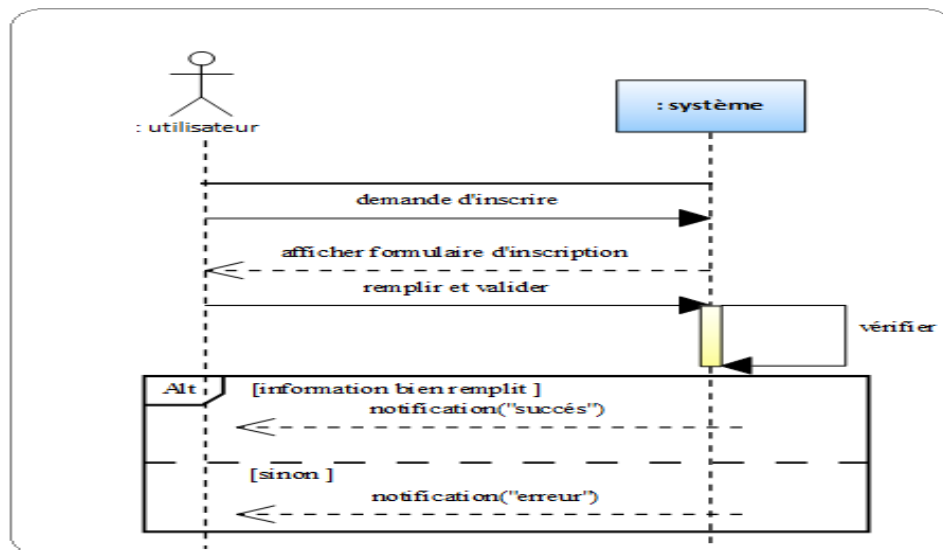 : utilisateur
: système
demande d'inscrire
afficher formulaire d'inscription
remplir et valider
vérifier
Alt
[information bien remplit ]
notification("succés")
[sinon ]
notification("erreur")